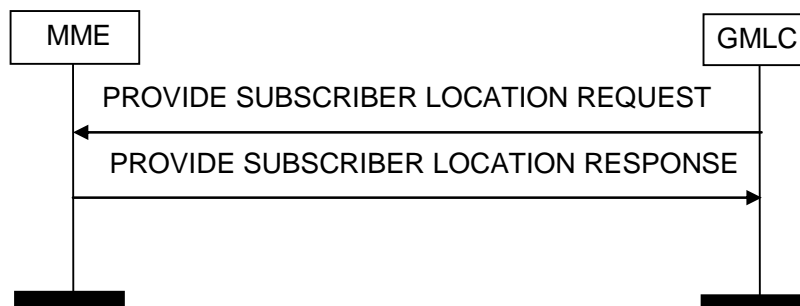 MME
GMLC
PROVIDE SUBSCRIBER LOCATION REQUEST
PROVIDE SUBSCRIBER LOCATION RESPONSE